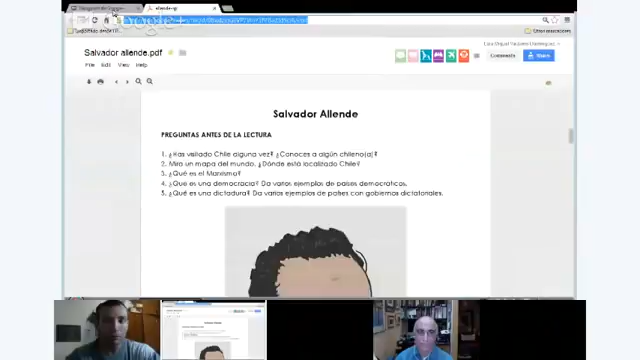 Google+
Salvador allende.pdf
File Edit View Help
Comments
Share
Salvador Allende
PREGUNTAS ANTES DE LA LECTURA
1. ¿Has visitado Chile alguna vez? ¿Conoces a algún chileno(a)?
2. Mira un mapa del mundo. ¿Dónde está localizado Chile?
3. ¿Qué es el Marxismo?
4. ¿Qué es una democracia? Da varios ejemplos de países democráticos.
5. ¿Qué es una dictadura? Da varios ejemplos de países con gobiernos dictatoriales.